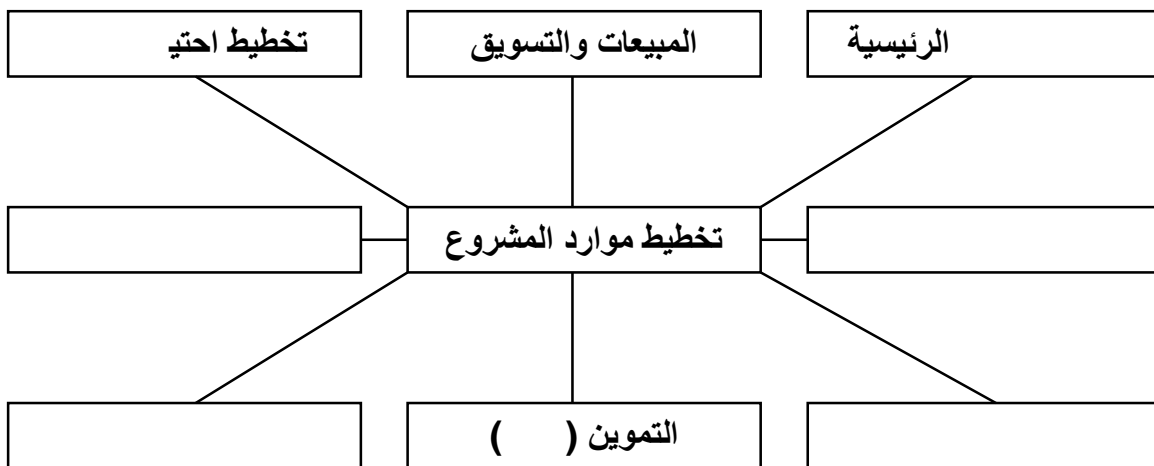 الرئيسية
المبيعات والتسويق
تخطيط احتي
تخطيط موارد المشروع
التموين (      )